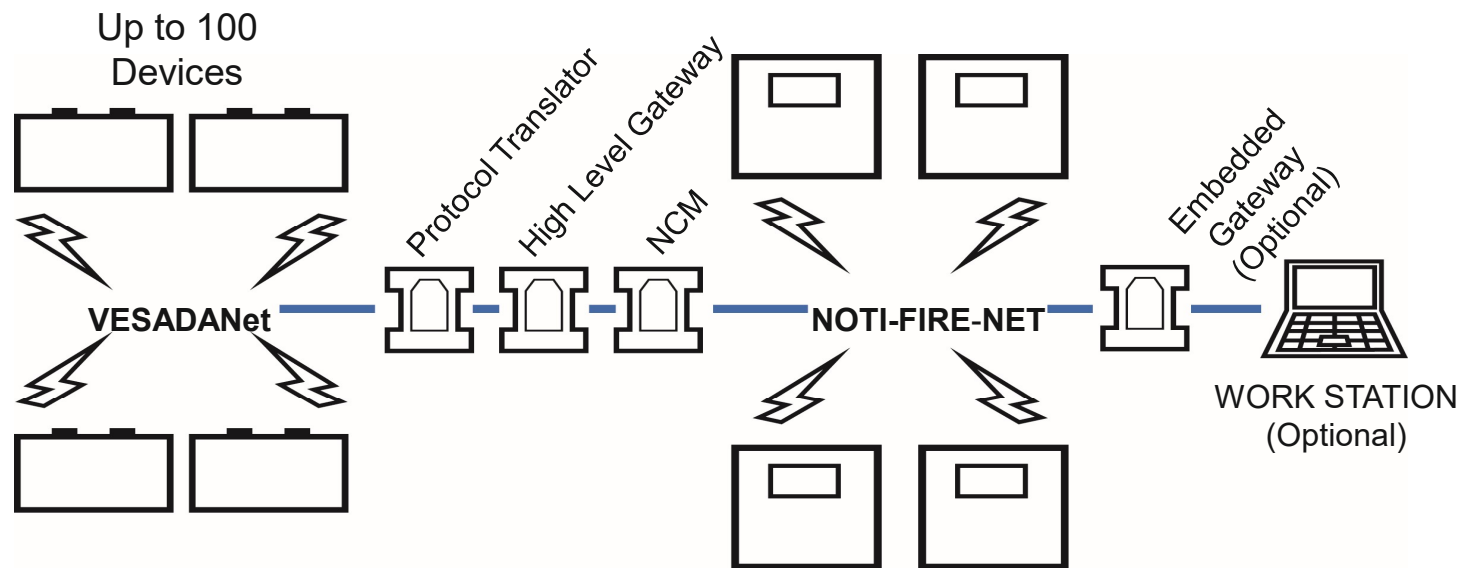 Up to 100
Devices
Protocol Translator
High Level Gateway
NCM
Embedded
Gateway
(Optional)
VESADANet
NOTI-FIRE-NET
WORK STATION
(Optional)